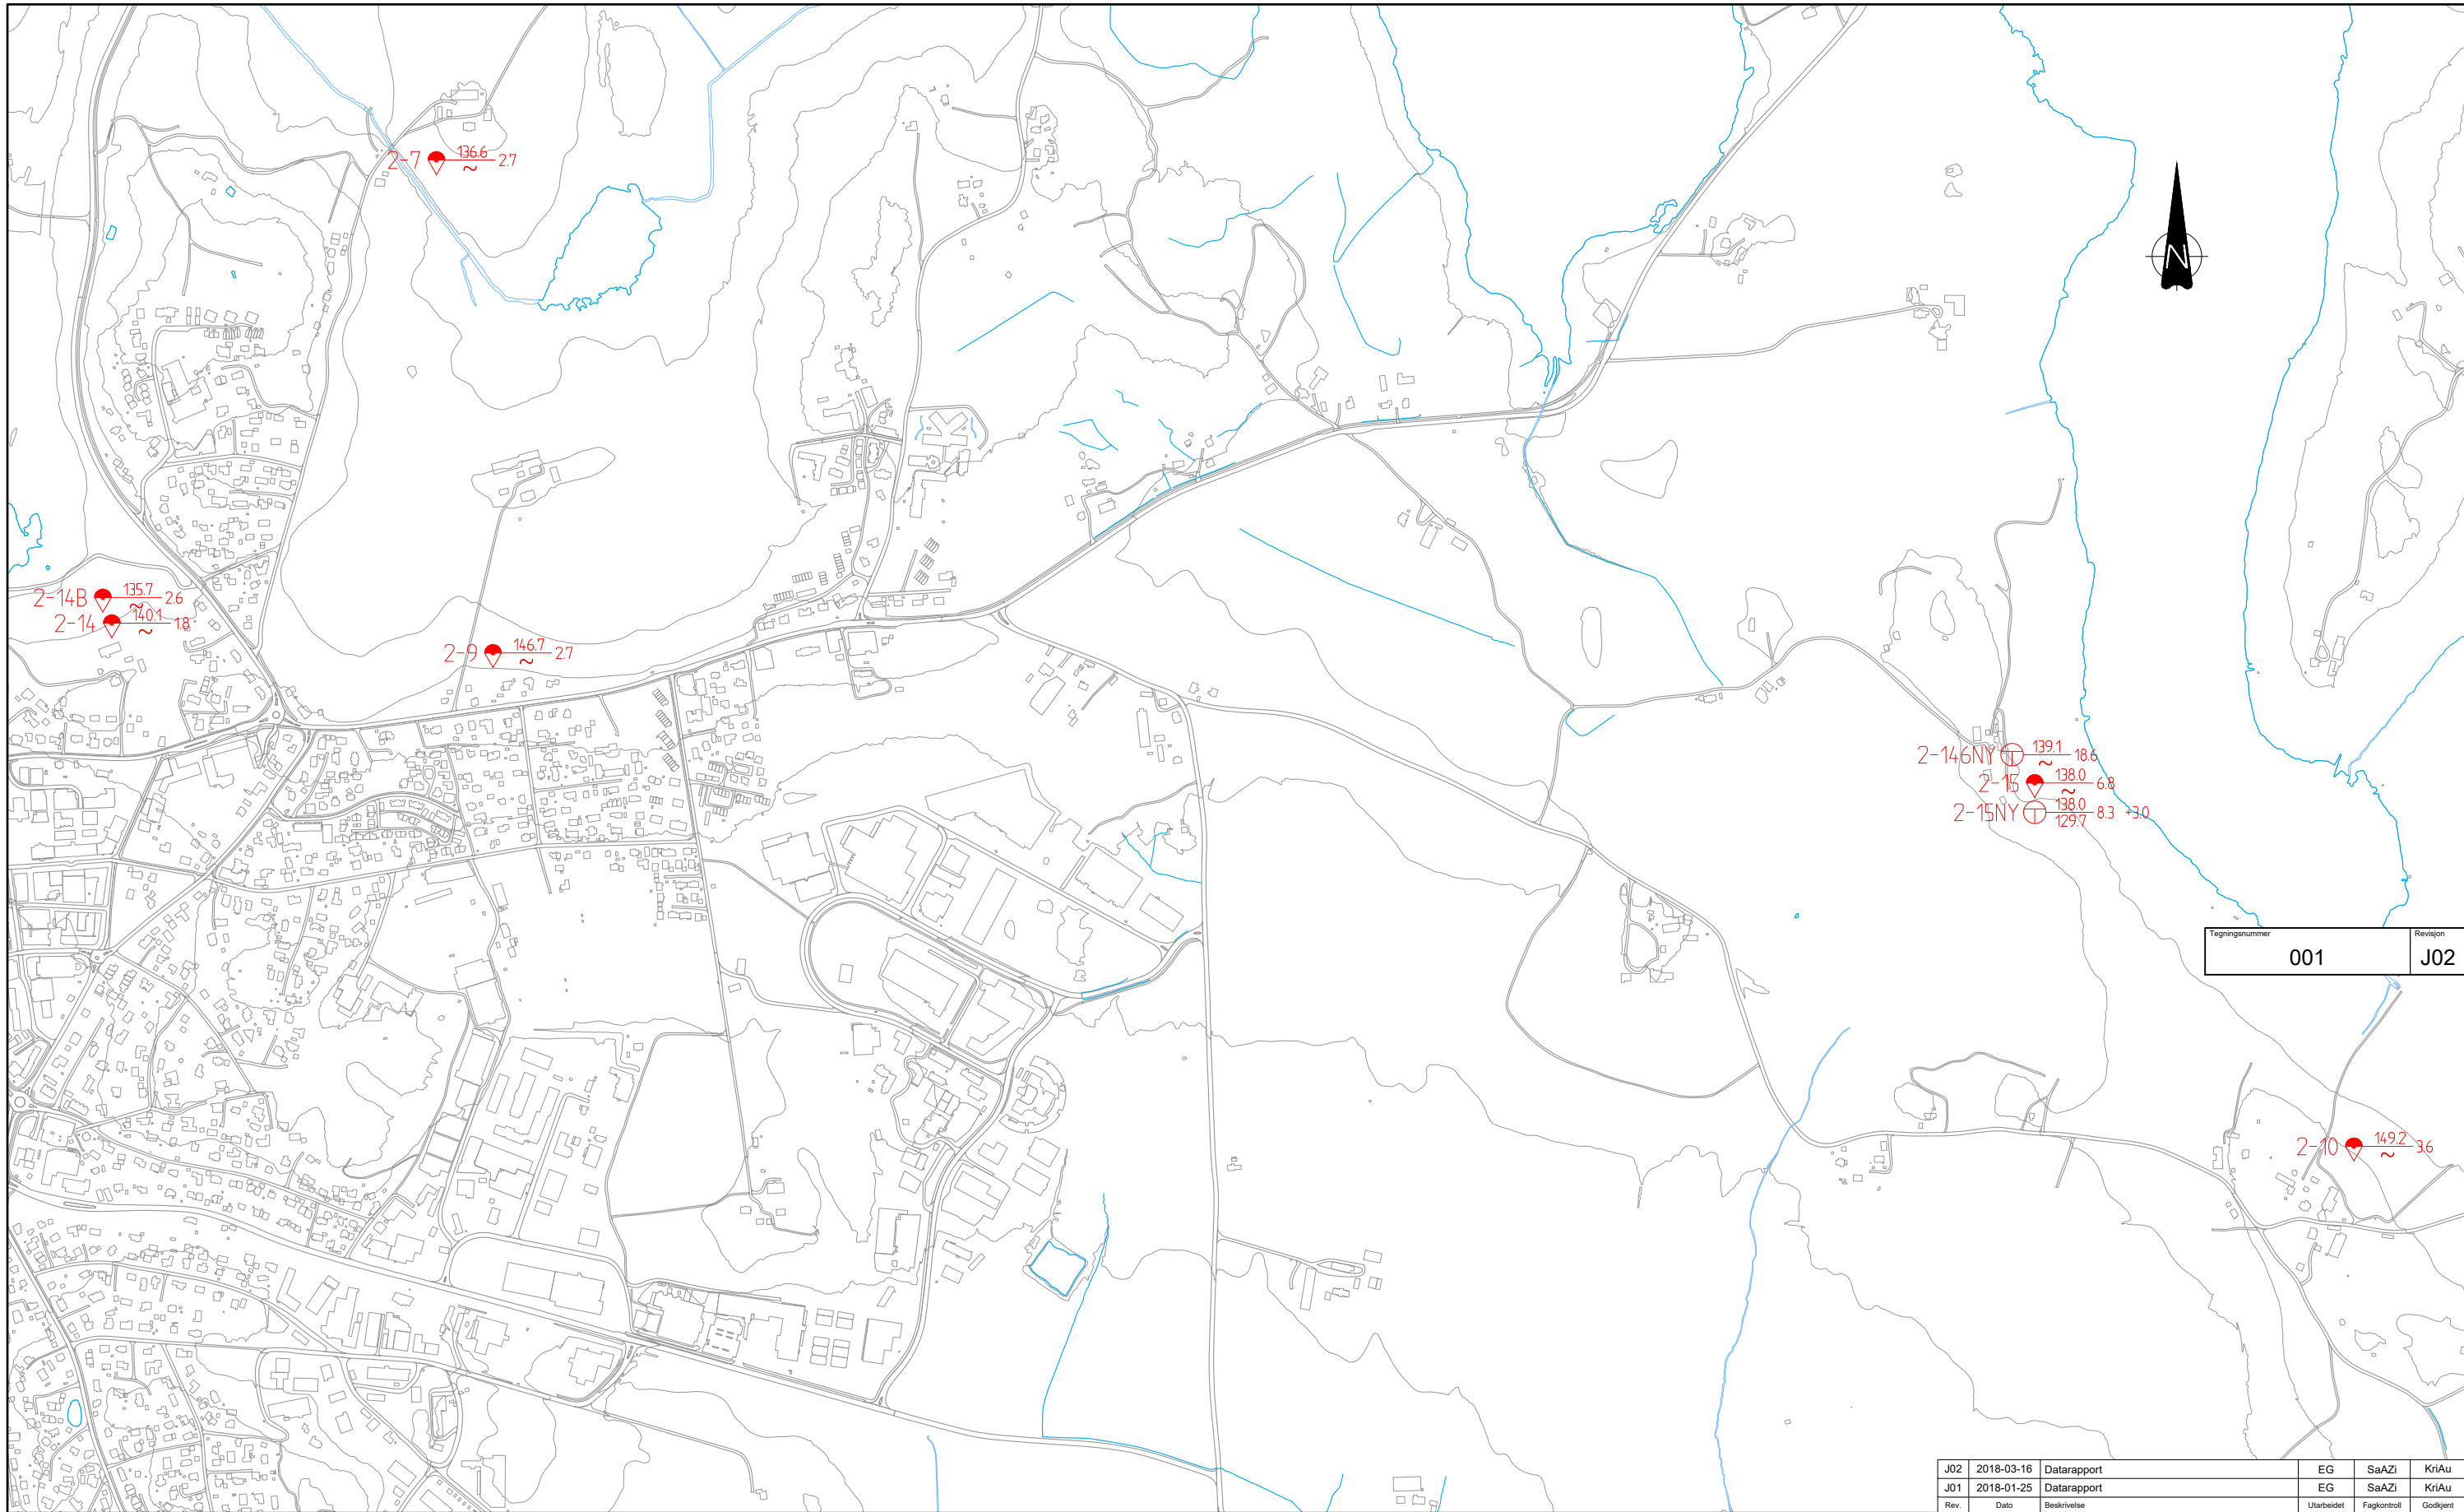 2-7 136.6 ~ 2.7
N
2-14B 135.7 ~ 2.6
2-14 140.1 ~ 1.8
2-9 146.7 ~ 2.7
2-146NY 139.1 ~ 18.6
2-15 138.0 ~ 6.8
2-15NY 138.0 129.7 8.3 +3.0
Tegningsnummer Revisjon
001 J02
2-10 149.2 ~ 3.6
J02 2018-03-16 Datarapport EG SaAZi KriAu
J01 2018-01-25 Datarapport EG SaAZi KriAu
Rev. Dato Beskrivelse Utarbeidet Fagkontroll Godkjent